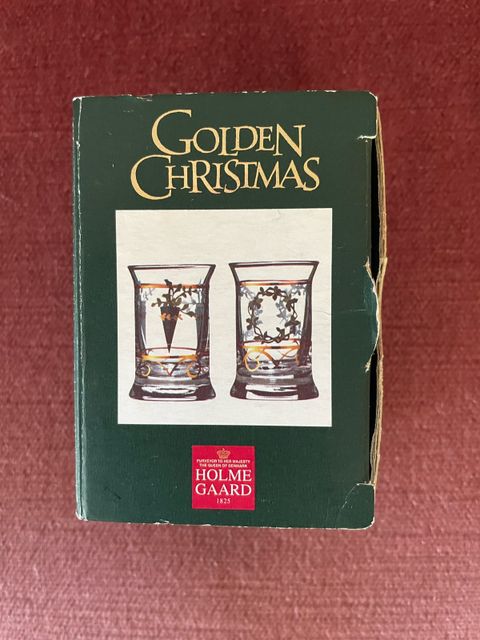 GOLDEN
CHRISTMAS
PURVEYOR TO HER MAJESTY
THE QUEEN OF DENMARK
HOLME
GAARD
1825